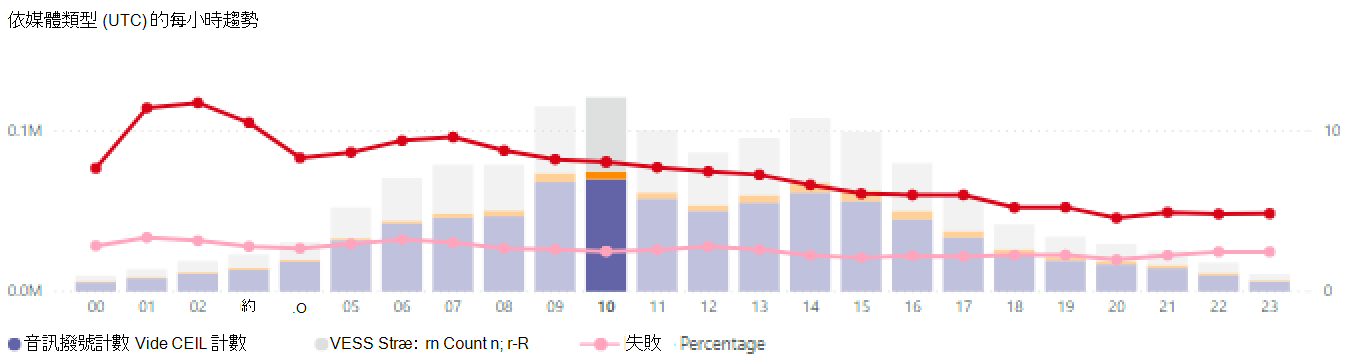 依媒體類型 (UTC) 的每小時趨勢
0.1M
10
0.0M
0
00 01 02 約 .O 05 06 07 08 09 10 11 12 13 14 15 16 17 18 19 20 21 22 23
音訊撥號計數 Vide CEIL 計數 VESS Stræ: rn Count n; r-R 失敗 Percentage